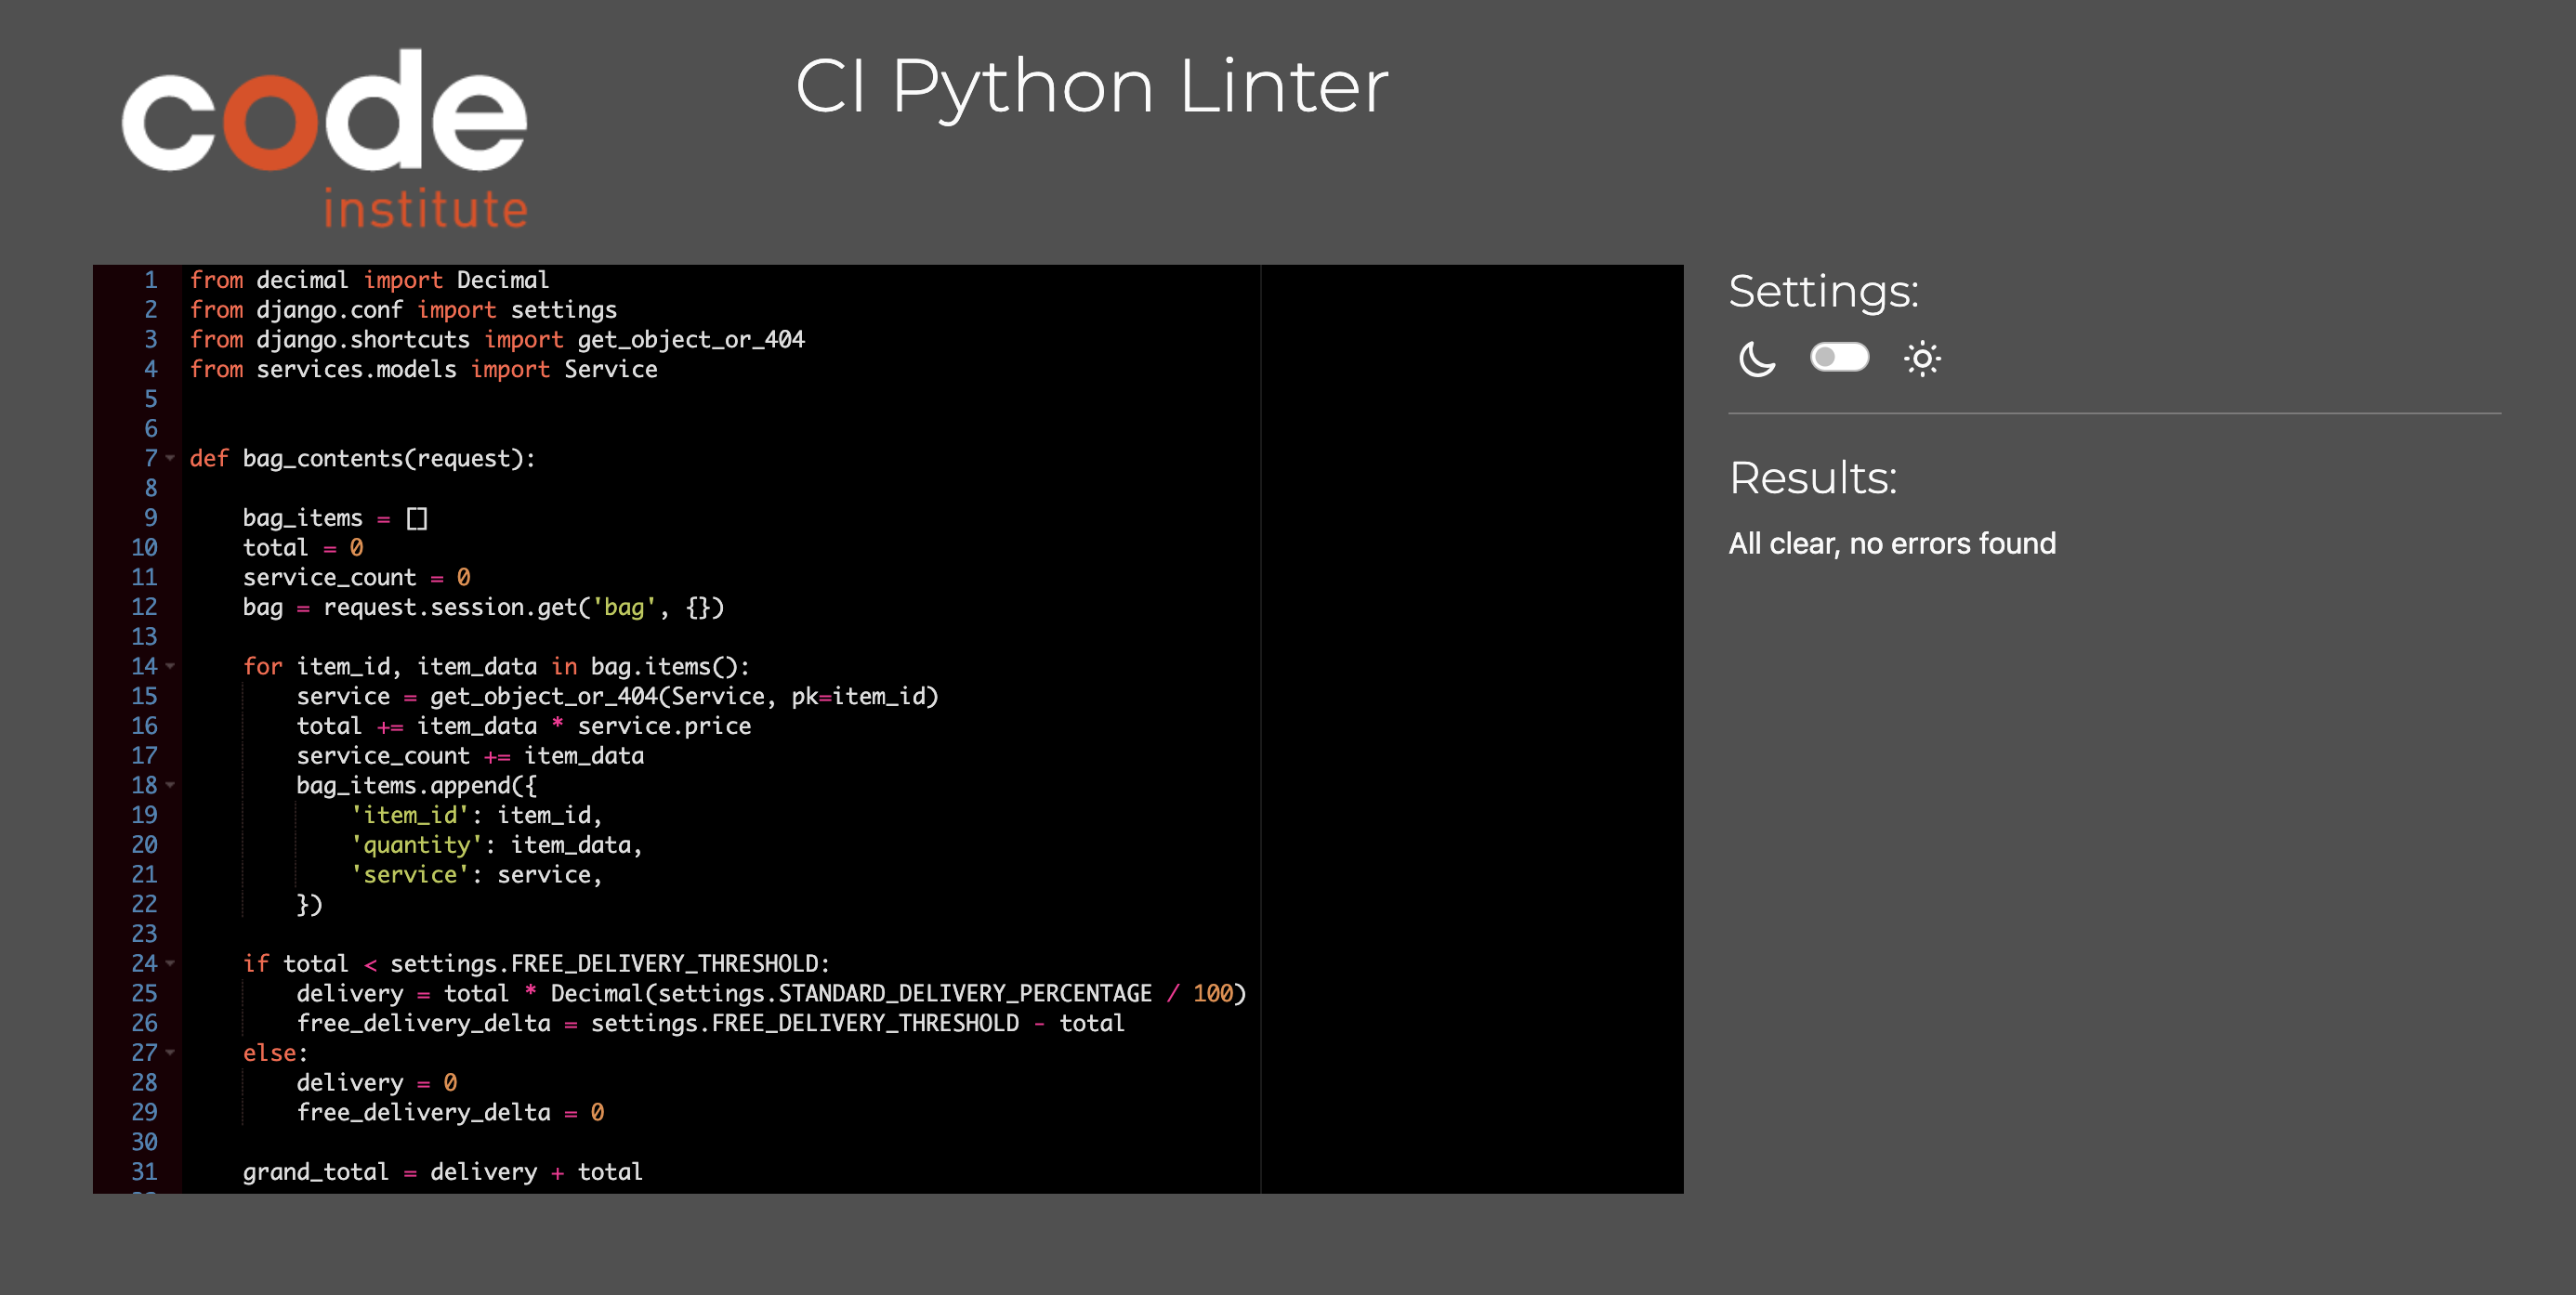 code
institute
CI Python Linter
1 from decimal import Decimal
2 from django.conf import settings
3 from django.shortcuts import get_object_or_404
4 from services.models import Service
5
6
7 def bag_contents(request):
8
9     bag_items = []
10     total = 0
11     service_count = 0
12     bag = request.session.get('bag', {})
13
14     for item_id, item_data in bag.items():
15         service = get_object_or_404(Service, pk=item_id)
16         total += item_data * service.price
17         service_count += item_data
18         bag_items.append({
19             'item_id': item_id,
20             'quantity': item_data,
21             'service': service,
22         })
23
24     if total < settings.FREE_DELIVERY_THRESHOLD:
25         delivery = total * Decimal(settings.STANDARD_DELIVERY_PERCENTAGE / 100)
26         free_delivery_delta = settings.FREE_DELIVERY_THRESHOLD - total
27     else:
28         delivery = 0
29         free_delivery_delta = 0
30
31     grand_total = delivery + total
Settings:
Results:
All clear, no errors found